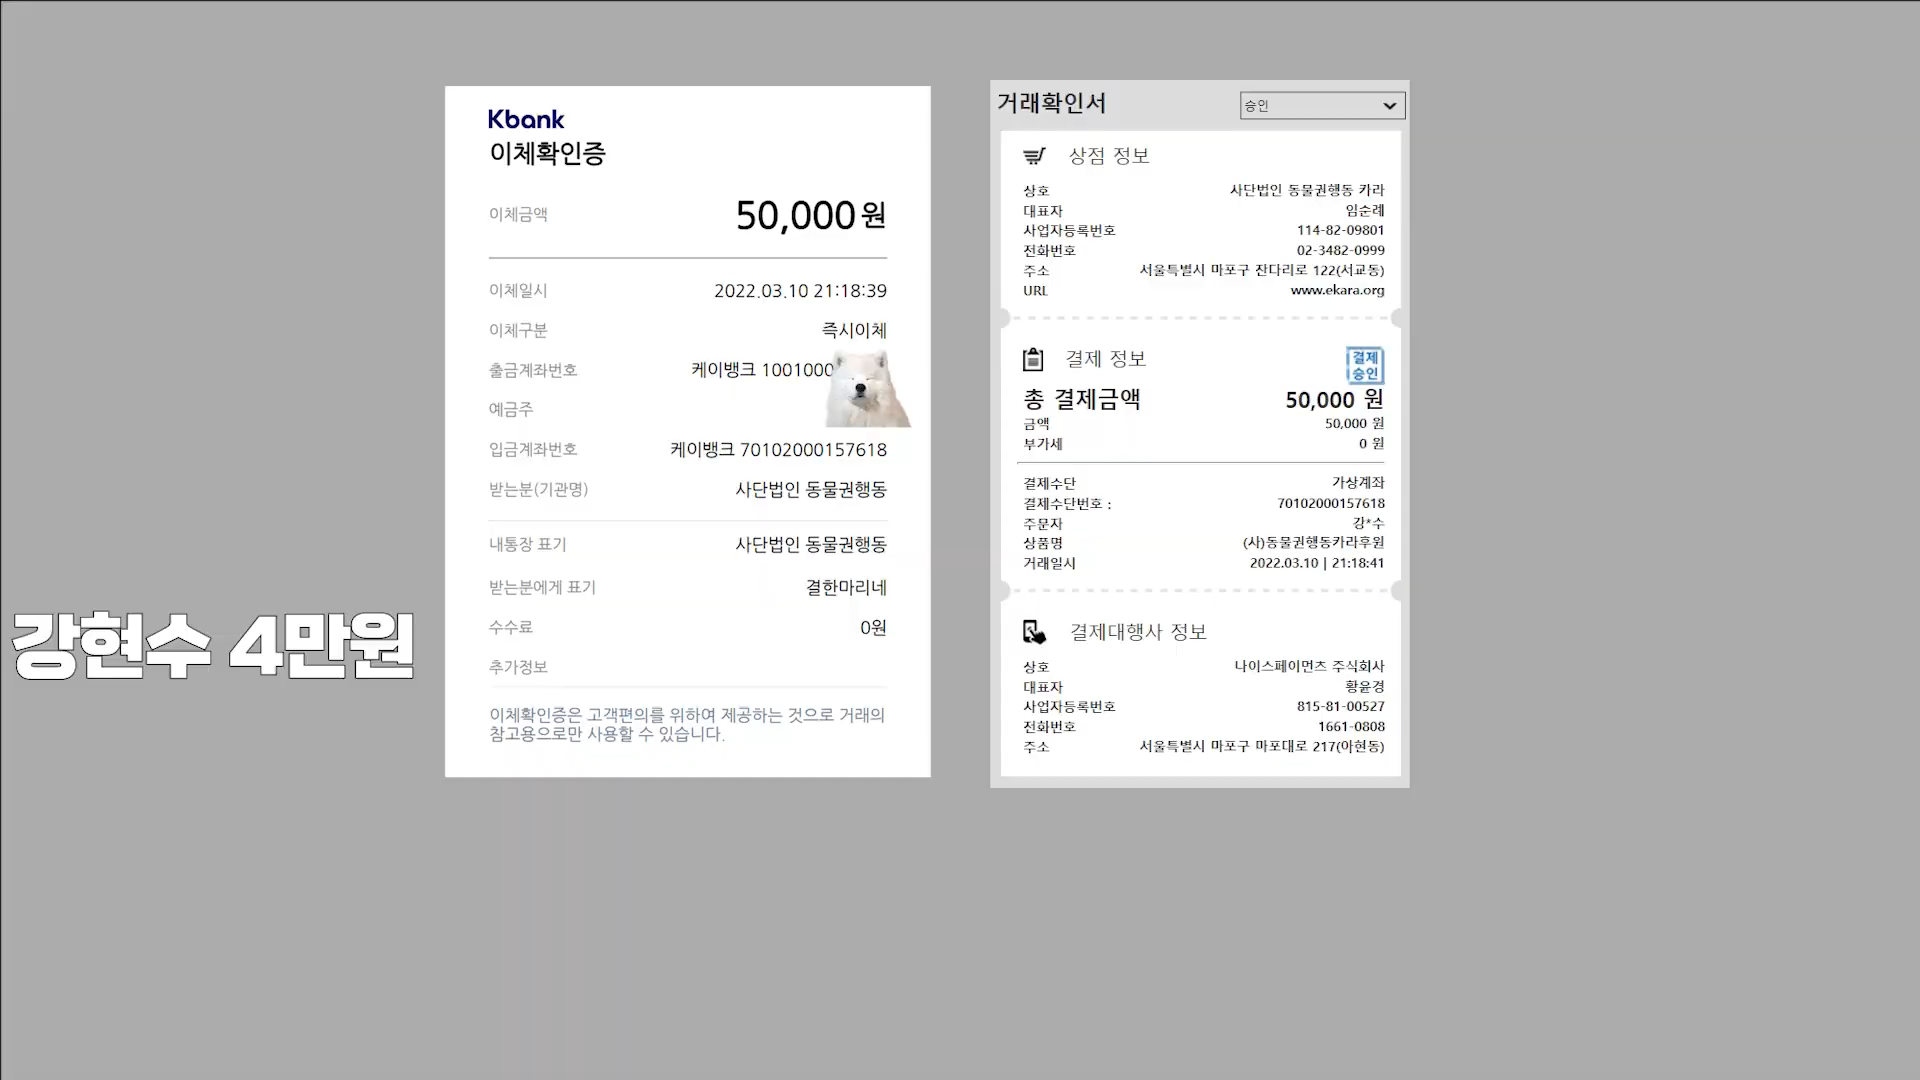 강현수 4만원
Kbank
이체확인증
이체금액 50,000원
이체일시 2022.03.10 21:18:39
이체구분 즉시이체
출금계좌번호 케이뱅크 1001000
예금주
입금계좌번호 케이뱅크 70102000157618
받는분(기관명) 사단법인 동물권행동
내통장 표기 사단법인 동물권행동
받는분에게 표기 결한마리네
수수료 0원
추가정보
이체확인증은 고객편의를 위하여 제공하는 것으로 거래의
참고용으로만 사용할 수 있습니다.
거래확인서 승인
상점 정보
상호 사단법인 동물권행동 카라
대표자 임순례
사업자등록번호 114-82-09801
전화번호 02-3482-0999
주소 서울특별시 마포구 잔다리로 122(서교동)
URL www.ekara.org
결제 정보
결제
승인
총 결제금액 50,000 원
금액 50,000 원
부가세 0 원
결제수단 가상계좌
결제수단번호 : 70102000157618
주문자 강*수
상품명 (사)동물권행동카라후원
거래일시 2022.03.10 | 21:18:41
결제대행사 정보
상호 나이스페이먼츠 주식회사
대표자 황윤경
사업자등록번호 815-81-00527
전화번호 1661-0808
주소 서울특별시 마포구 마포대로 217(아현동)